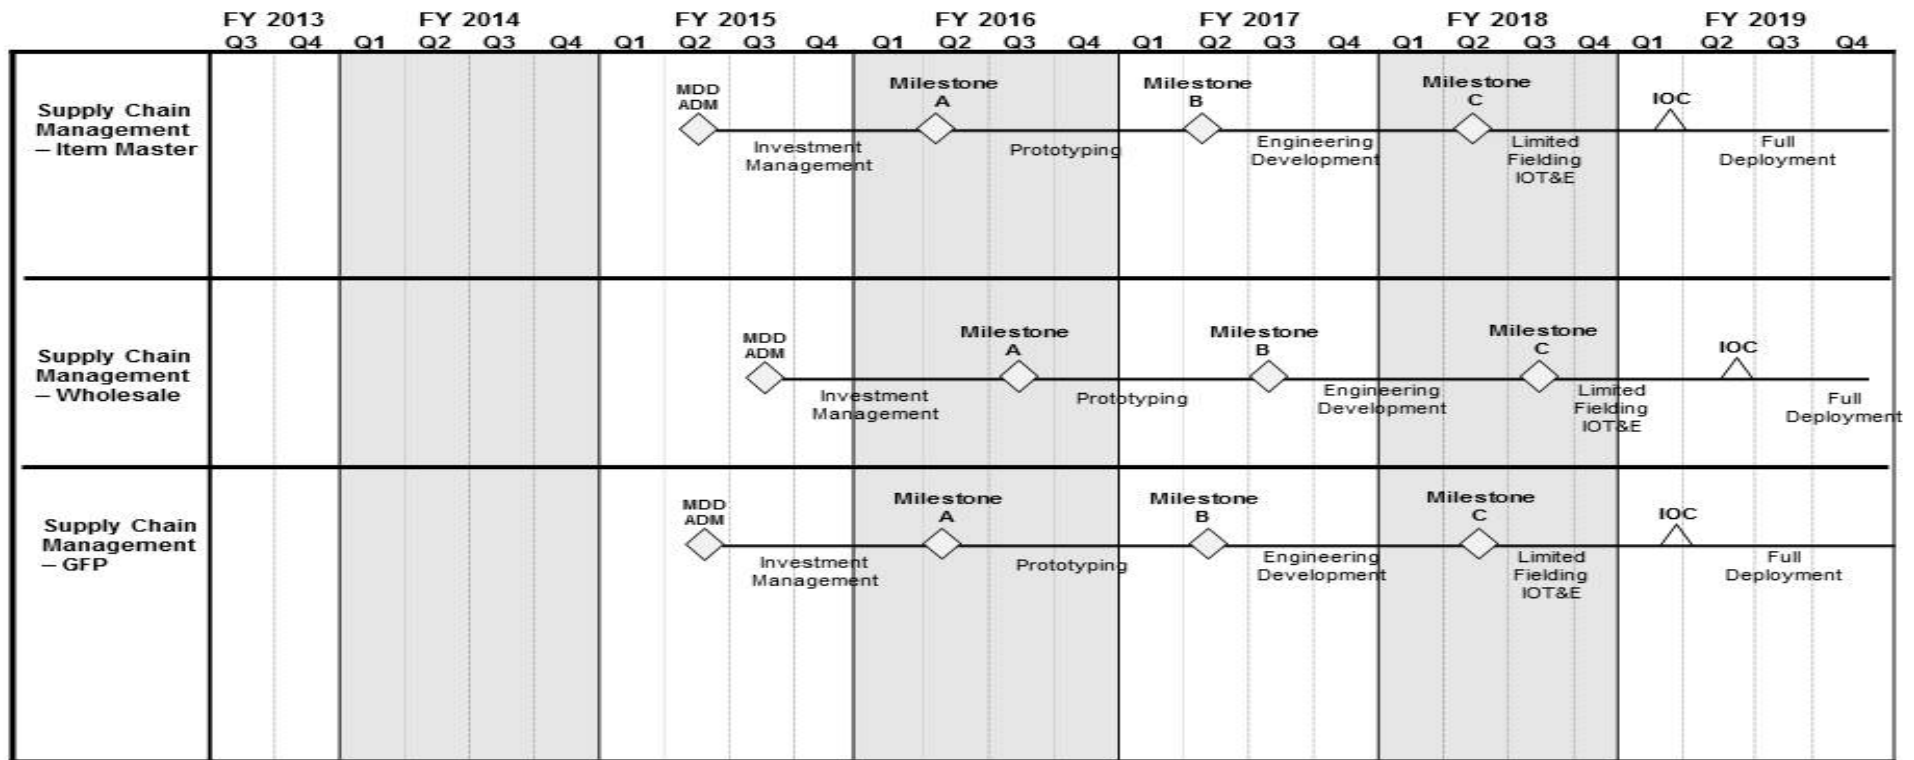 FY 2013 FY 2014 FY 2015 FY 2016 FY 2017 FY 2018 FY 2019
Q3 Q4 Q1 Q2 Q3 Q4 Q1 Q2 Q3 Q4 Q1 Q2 Q3 Q4 Q1 Q2 Q3 Q4 Q1 Q2 Q3 Q4 Q1 Q2 Q3 Q4
Supply Chain
Management
– Item Master
MDD
ADM
Investment
Management
Milestone
A
Prototyping
Milestone
B
Engineering
Development
Milestone
C
Limited
Fielding
IOT&E
IOC
Full
Deployment
Supply Chain
Management
– Wholesale
MDD
ADM
Investment
Management
Milestone
A
Prototyping
Milestone
B
Engineering
Development
Milestone
C
Limited
Fielding
IOT&E
IOC
Full
Deployment
Supply Chain
Management
– GFP
MDD
ADM
Investment
Management
Milestone
A
Prototyping
Milestone
B
Engineering
Development
Milestone
C
Limited
Fielding
IOT&E
IOC
Full
Deployment